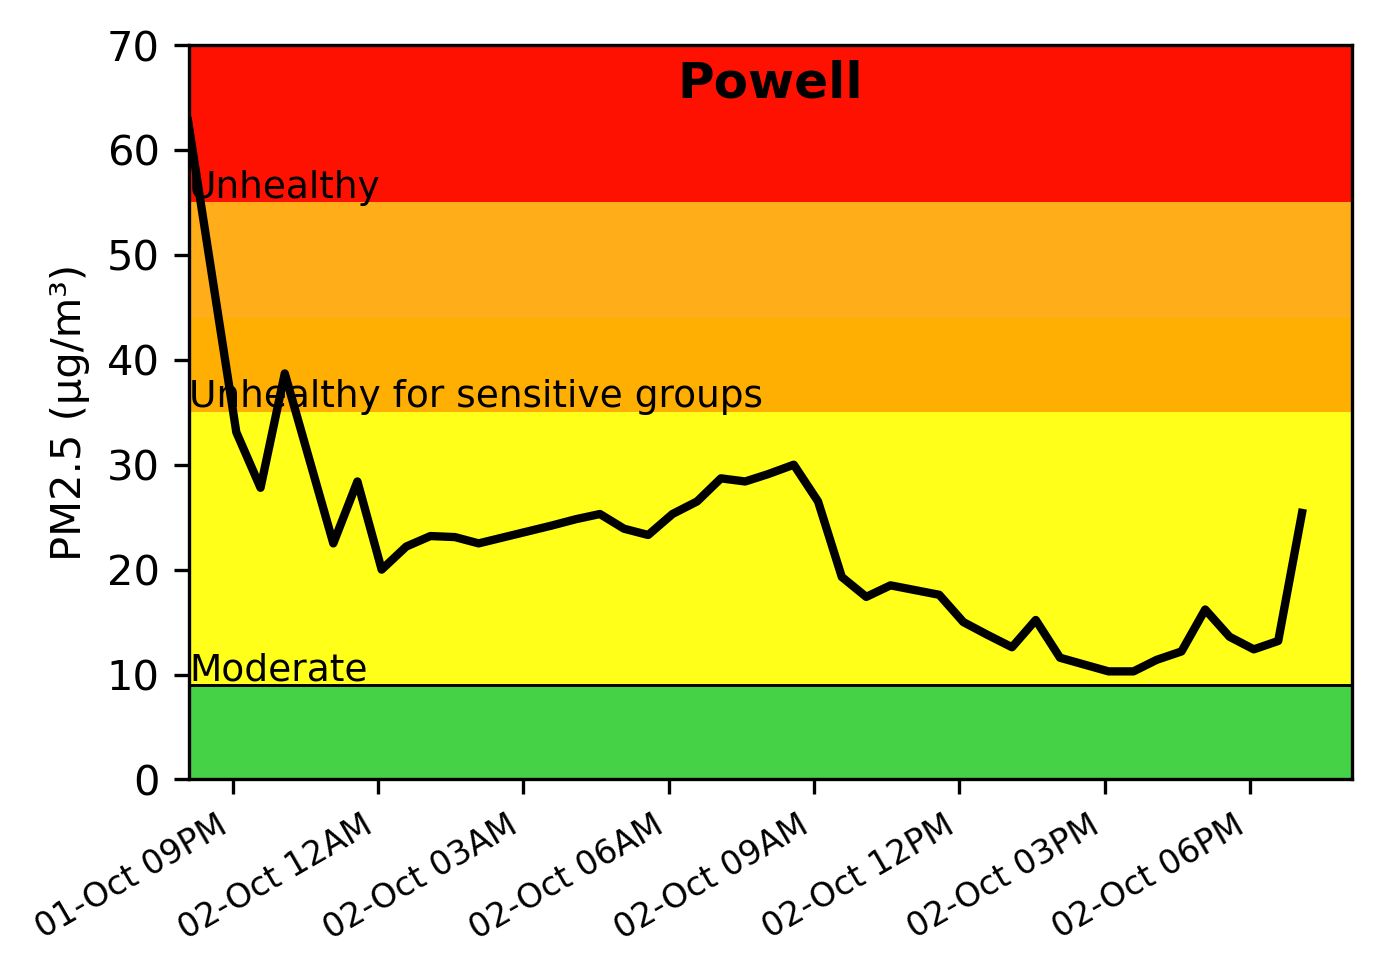 Powell
70
60
50
40
30
20
10
0
PM2.5 (µg/m³)
Unhealthy
Unhealthy for sensitive groups
Moderate
01-Oct 09PM
02-Oct 12AM
02-Oct 03AM
02-Oct 06AM
02-Oct 09AM
02-Oct 12PM
02-Oct 03PM
02-Oct 06PM